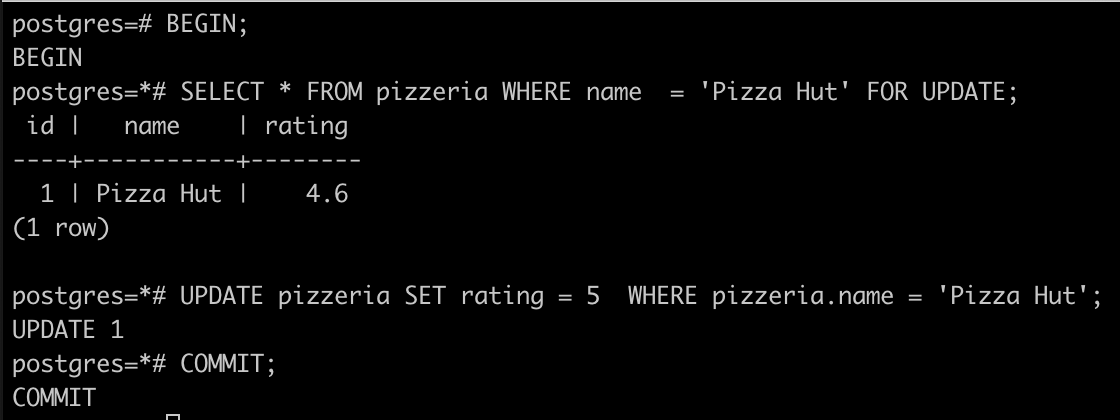 postgres=# BEGIN;
BEGIN
postgres=*# SELECT * FROM pizzeria WHERE name  = 'Pizza Hut' FOR UPDATE;
 id |   name    | rating
----+-----------+--------
  1 | Pizza Hut |    4.6
(1 row)

postgres=*# UPDATE pizzeria SET rating = 5  WHERE pizzeria.name = 'Pizza Hut';
UPDATE 1
postgres=*# COMMIT;
COMMIT